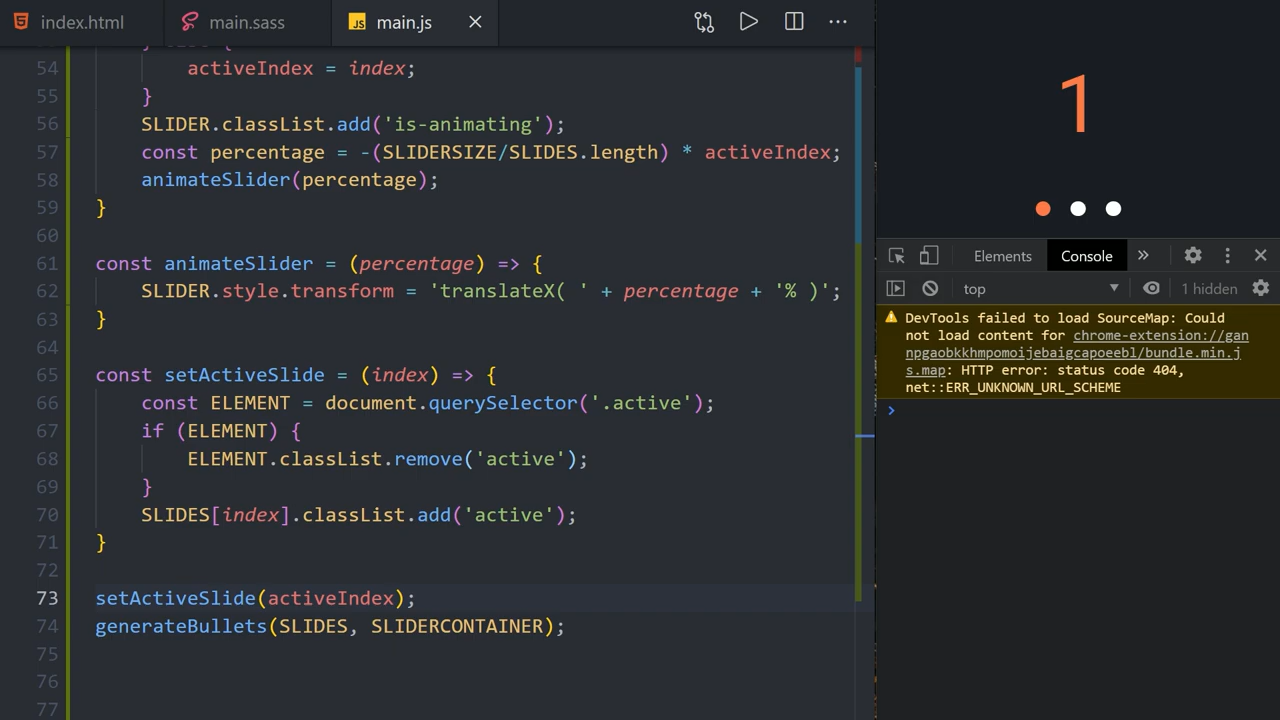 index.html main.sass JS main.js
54 activeIndex = index;
55 }
56 SLIDER.classList.add('is-animating');
57 const percentage = -(SLIDERSIZE/SLIDES.length) * activeIndex;
58 animateSlider(percentage);
59 }
60
61 const animateSlider = (percentage) => {
62 SLIDER.style.transform = 'translateX( ' + percentage + '% )';
63 }
64
65 const setActiveSlide = (index) => {
66 const ELEMENT = document.querySelector('.active');
67 if (ELEMENT) {
68 ELEMENT.classList.remove('active');
69 }
70 SLIDES[index].classList.add('active');
71 }
72
73 setActiveSlide(activeIndex);
74 generateBullets(SLIDES, SLIDERCONTAINER);
75
76
77
1
Elements Console
top 1 hidden
DevTools failed to load SourceMap: Could
not load content for chrome-extension://gan
npgaobkkhmpomoijebaigcapoeebl/bundle.min.j
s.map: HTTP error: status code 404,
net::ERR_UNKNOWN_URL_SCHEME